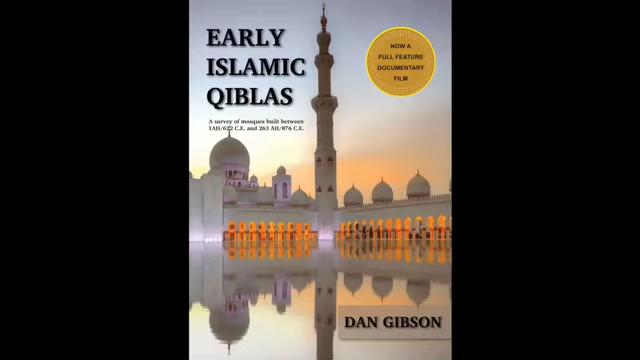 EARLY
ISLAMIC
QIBLAS
A survey of mosques built between
1AH/622 C.E. and 263 AH/876 C.E.
NOW A
FULL FEATURE
DOCUMENTARY
FILM
DAN GIBSON